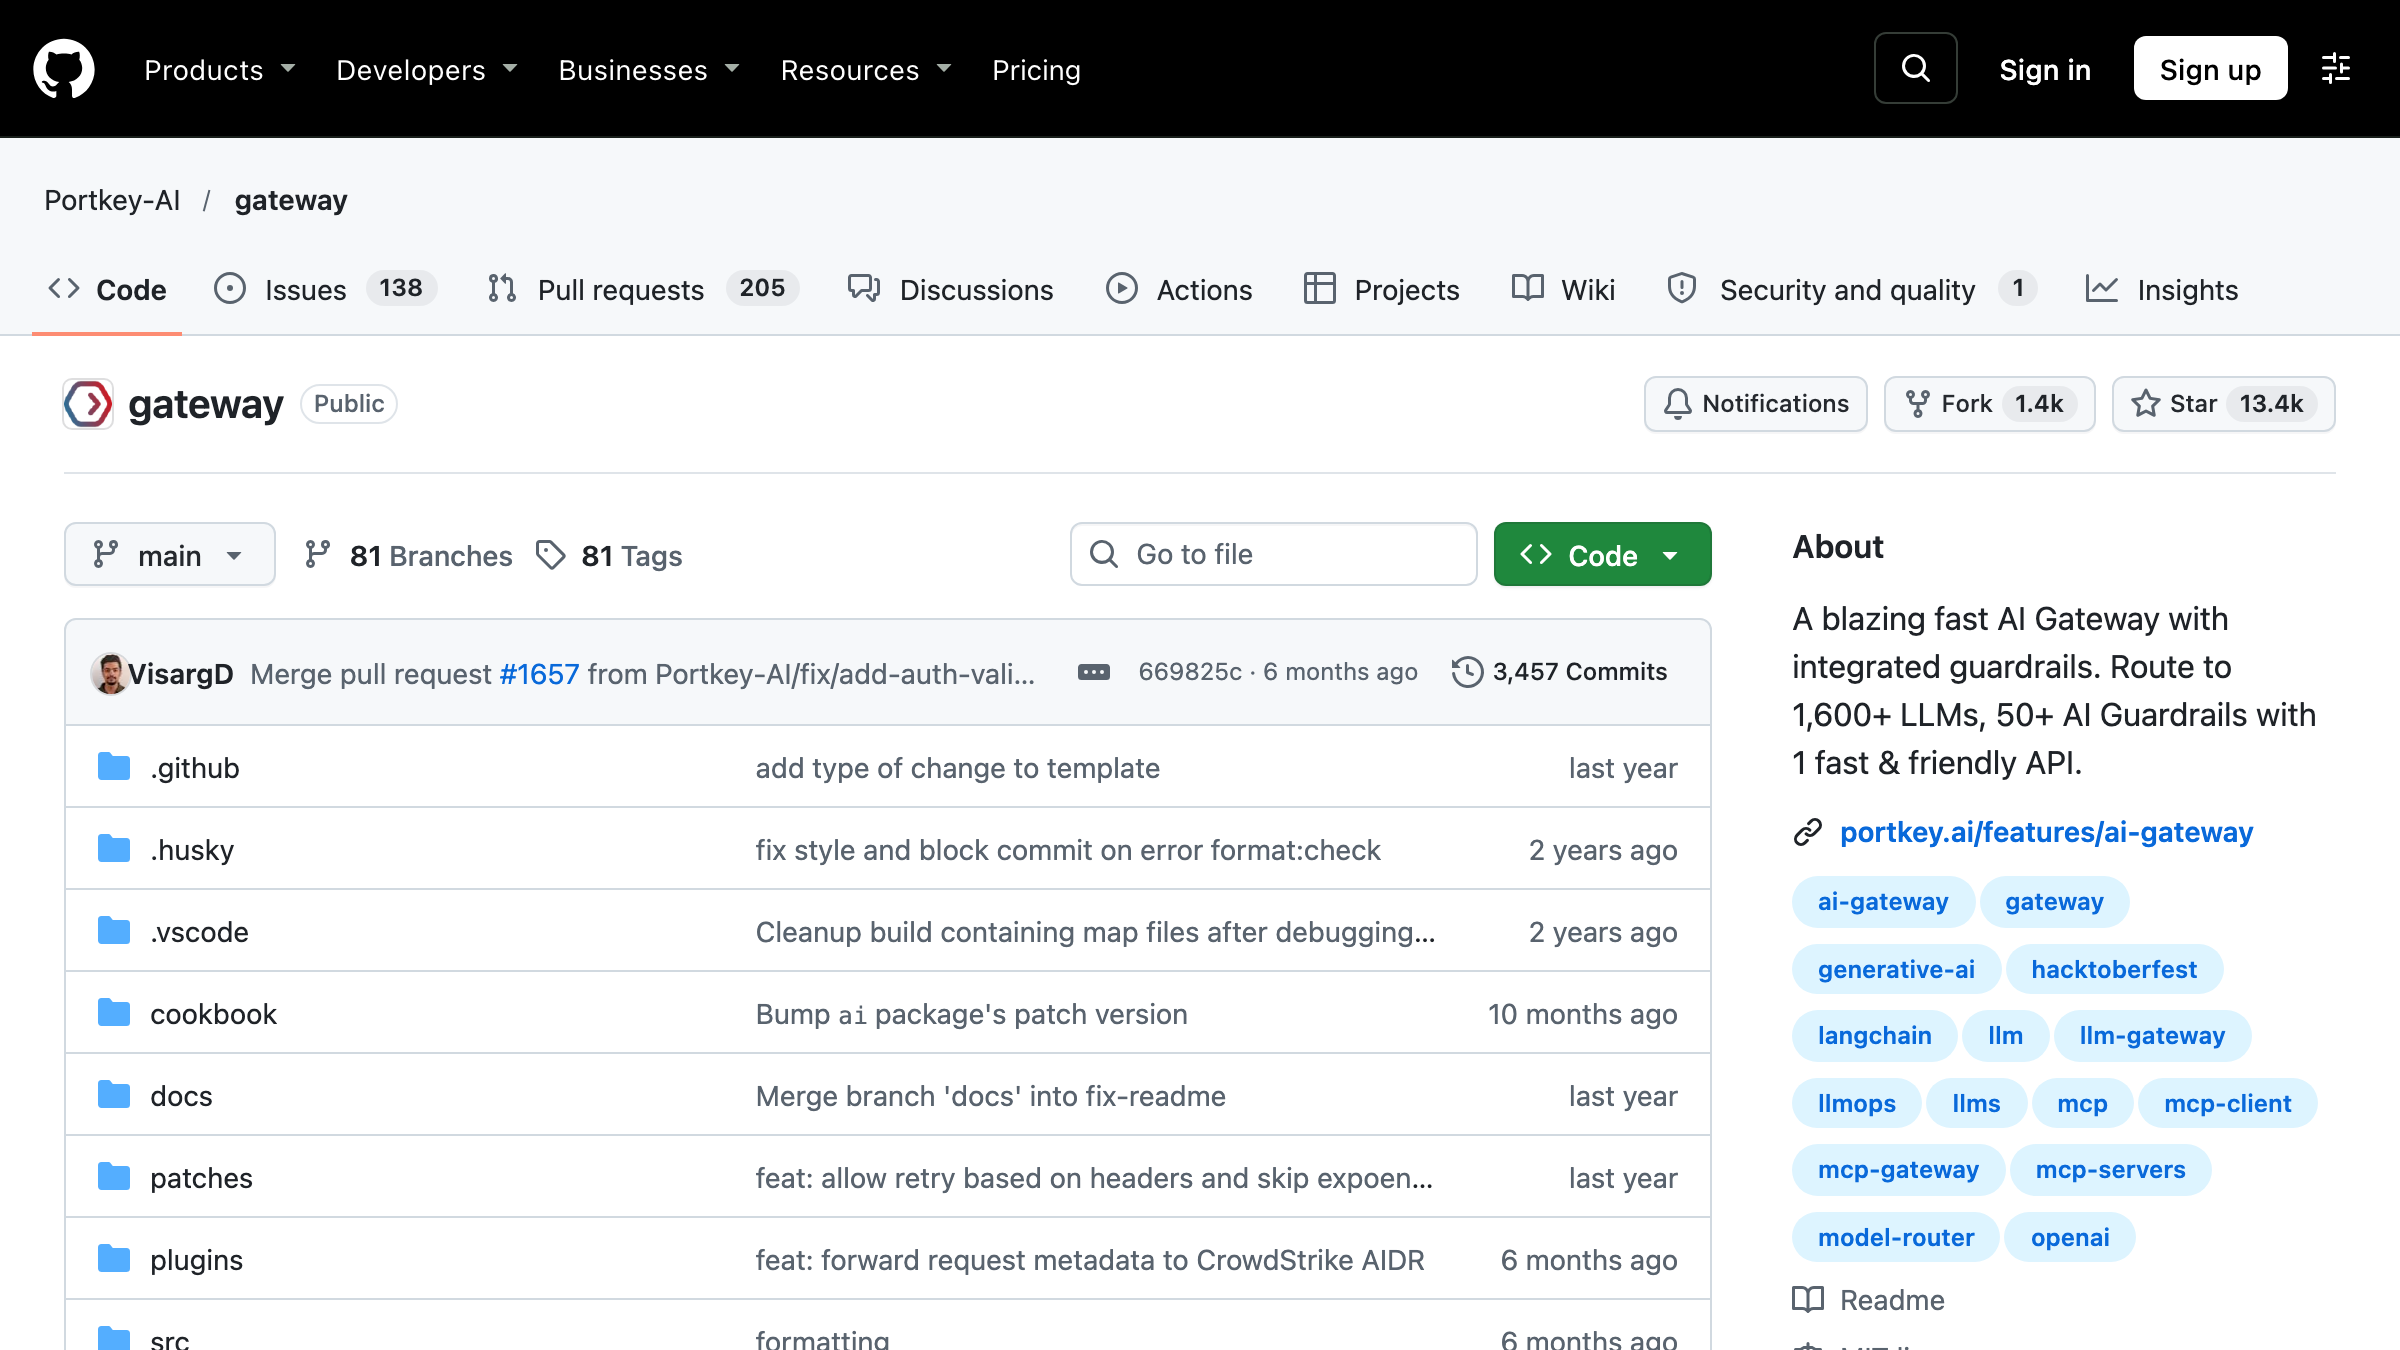 Products Developers Businesses Resources Pricing Sign in Sign up
Portkey-AI / gateway
Code Issues 138 Pull requests 205 Discussions Actions Projects Wiki Security and quality 1 Insights
gateway Public Notifications Fork 1.4k Star 13.4k
main 81 Branches 81 Tags Go to file Code
VisargD Merge pull request #1657 from Portkey-AI/fix/add-auth-vali... 669825c · 6 months ago 3,457 Commits
.github add type of change to template last year
.husky fix style and block commit on error format:check 2 years ago
.vscode Cleanup build containing map files after debugging... 2 years ago
cookbook Bump ai package's patch version 10 months ago
docs Merge branch 'docs' into fix-readme last year
patches feat: allow retry based on headers and skip expoen... last year
plugins feat: forward request metadata to CrowdStrike AIDR 6 months ago
src formatting 6 months ago
About
A blazing fast AI Gateway with
integrated guardrails. Route to
1,600+ LLMs, 50+ AI Guardrails with
1 fast & friendly API.
portkey.ai/features/ai-gateway
ai-gateway gateway
generative-ai hacktoberfest
langchain llm llm-gateway
llmops llms mcp mcp-client
mcp-gateway mcp-servers
model-router openai
Readme